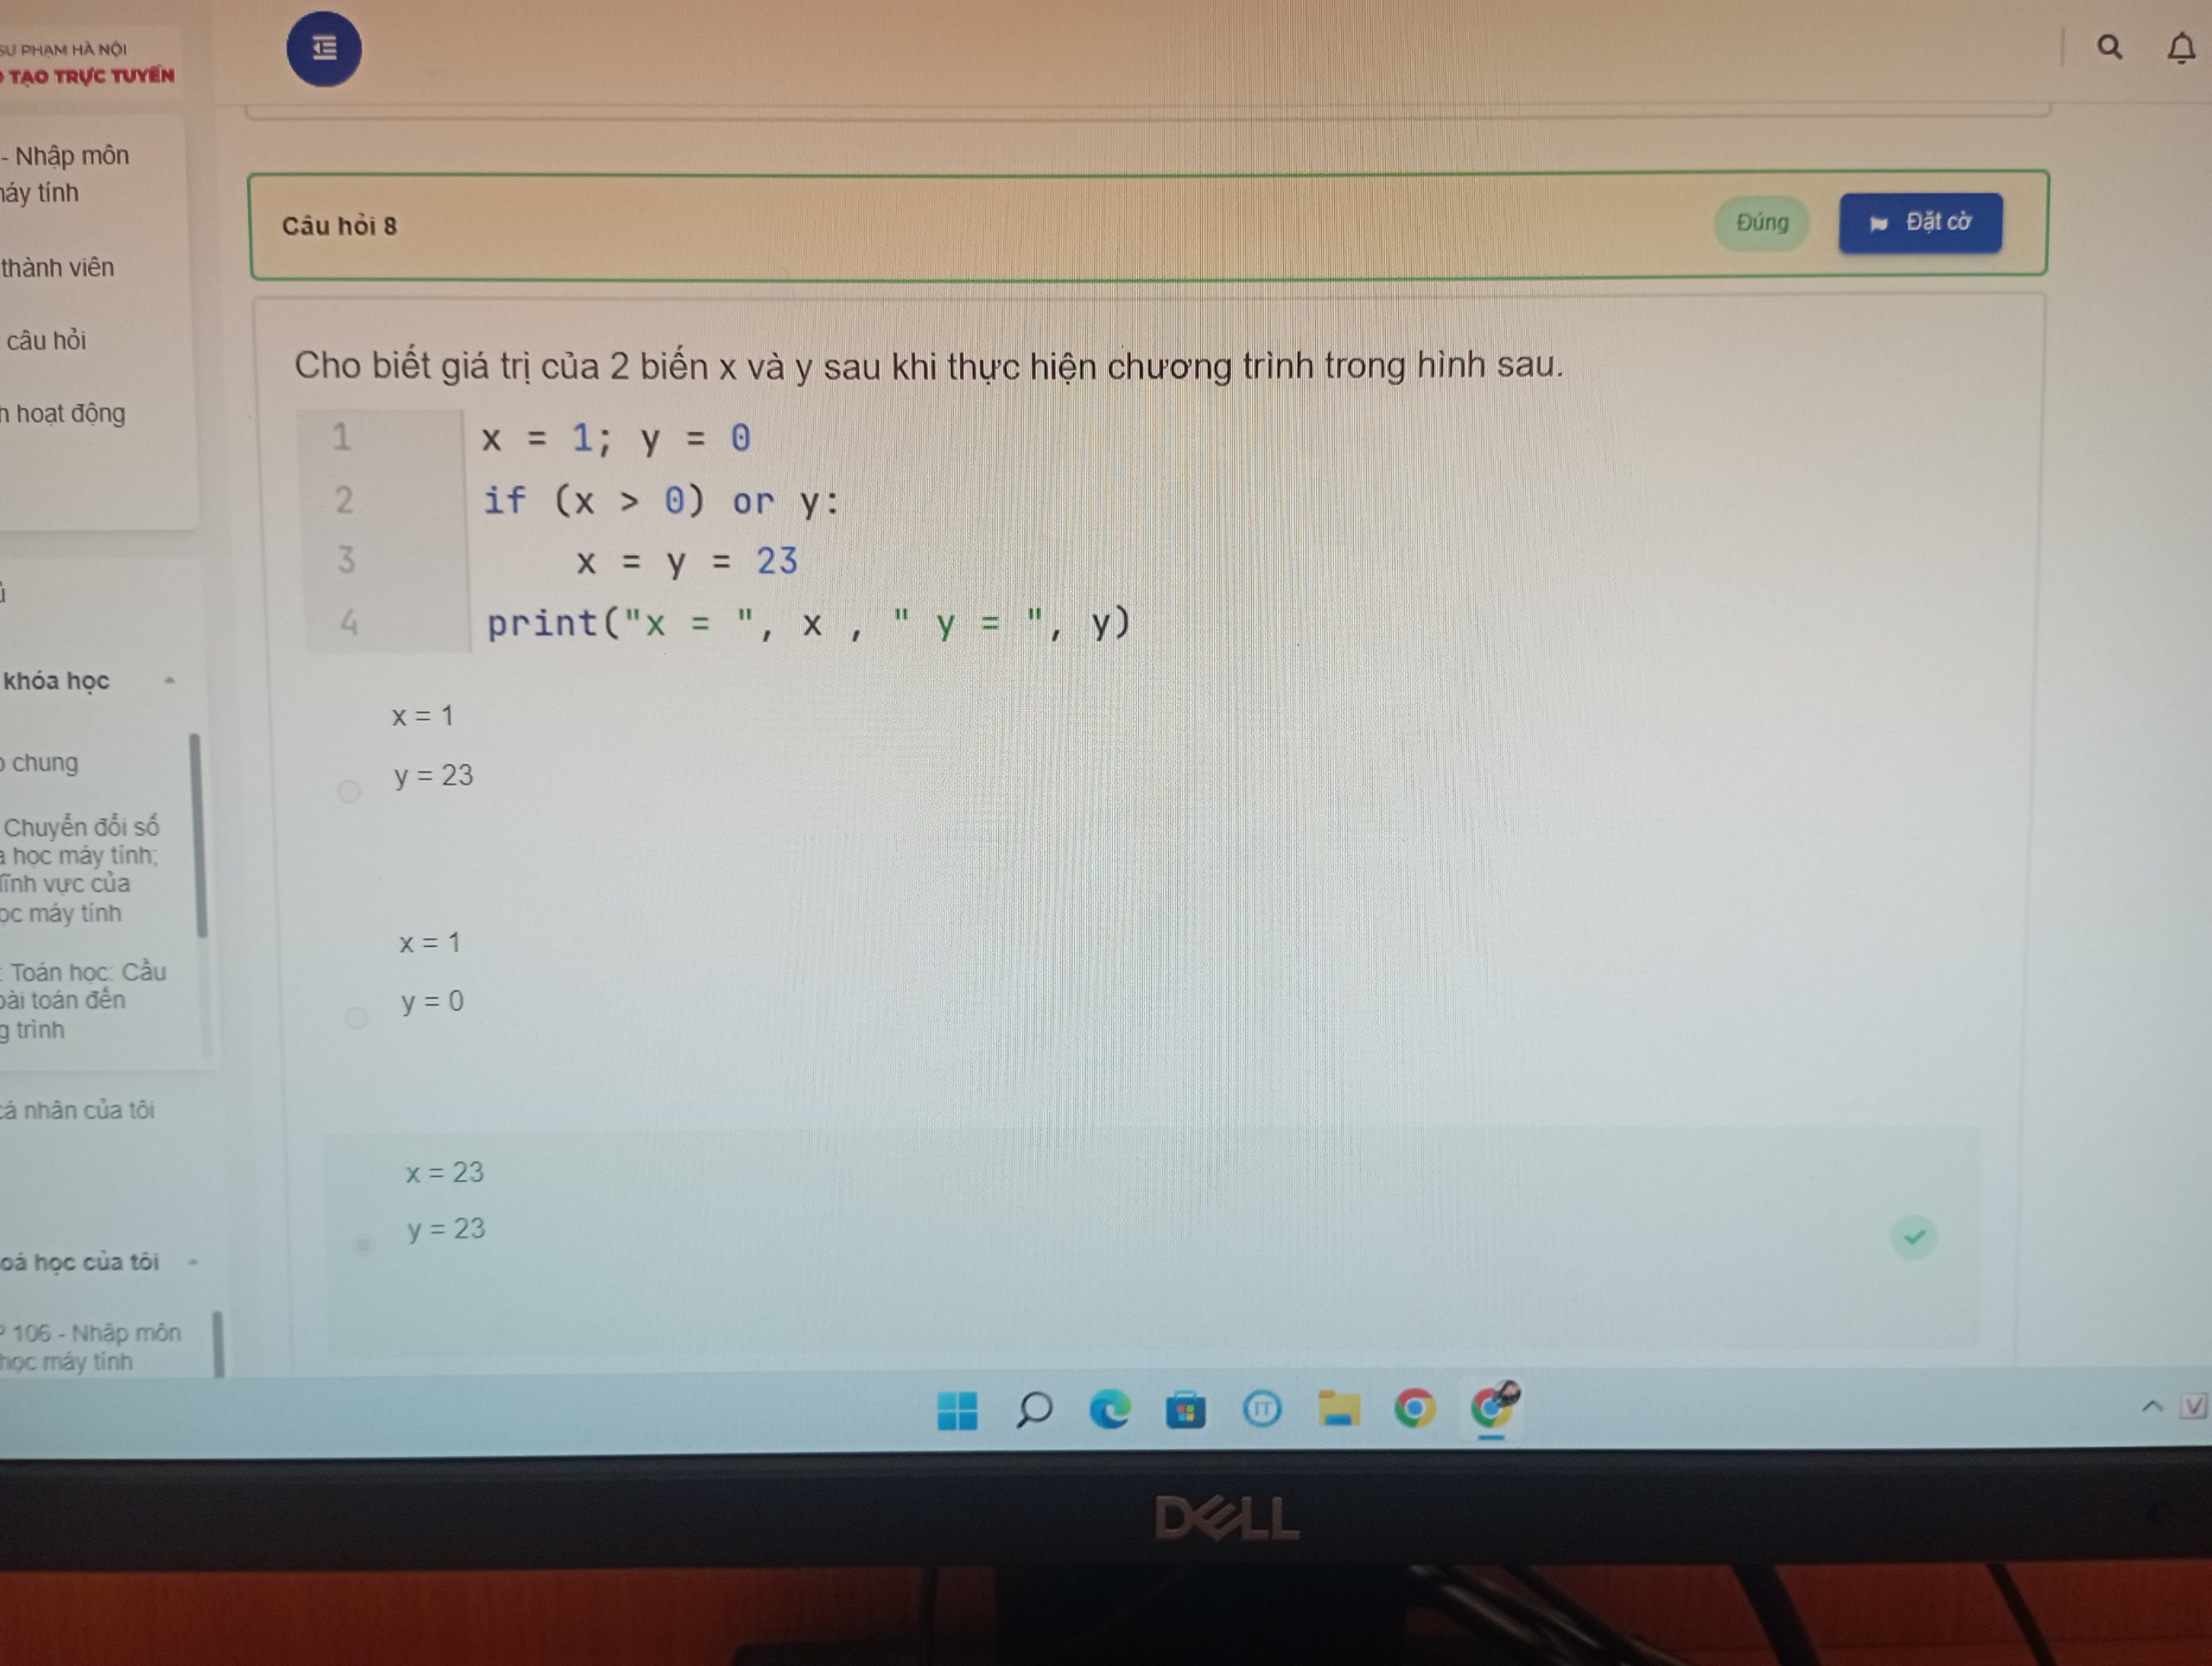 SƯ PHẠM HÀ NỘI
TẠO TRỰC TUYẾN
- Nhập môn
máy tính
thành viên
câu hỏi
hoạt động
khóa học
chung
Chuyển đổi số
học máy tính;
lĩnh vực của
học máy tính
: Toán học: Cầu
bài toán đến
trình
cá nhân của tôi
của tôi
106 - Nhập môn
học máy tính
Câu hỏi 8
Đúng
Đặt cờ
Cho biết giá trị của 2 biến x và y sau khi thực hiện chương trình trong hình sau.
1 x = 1; y = 0
2 if (x > 0) or y:
3 x = y = 23
4 print("x = ", x , " y = ", y)
x = 1
y = 23
x = 1
y = 0
x = 23
y = 23
IT
V
DELL